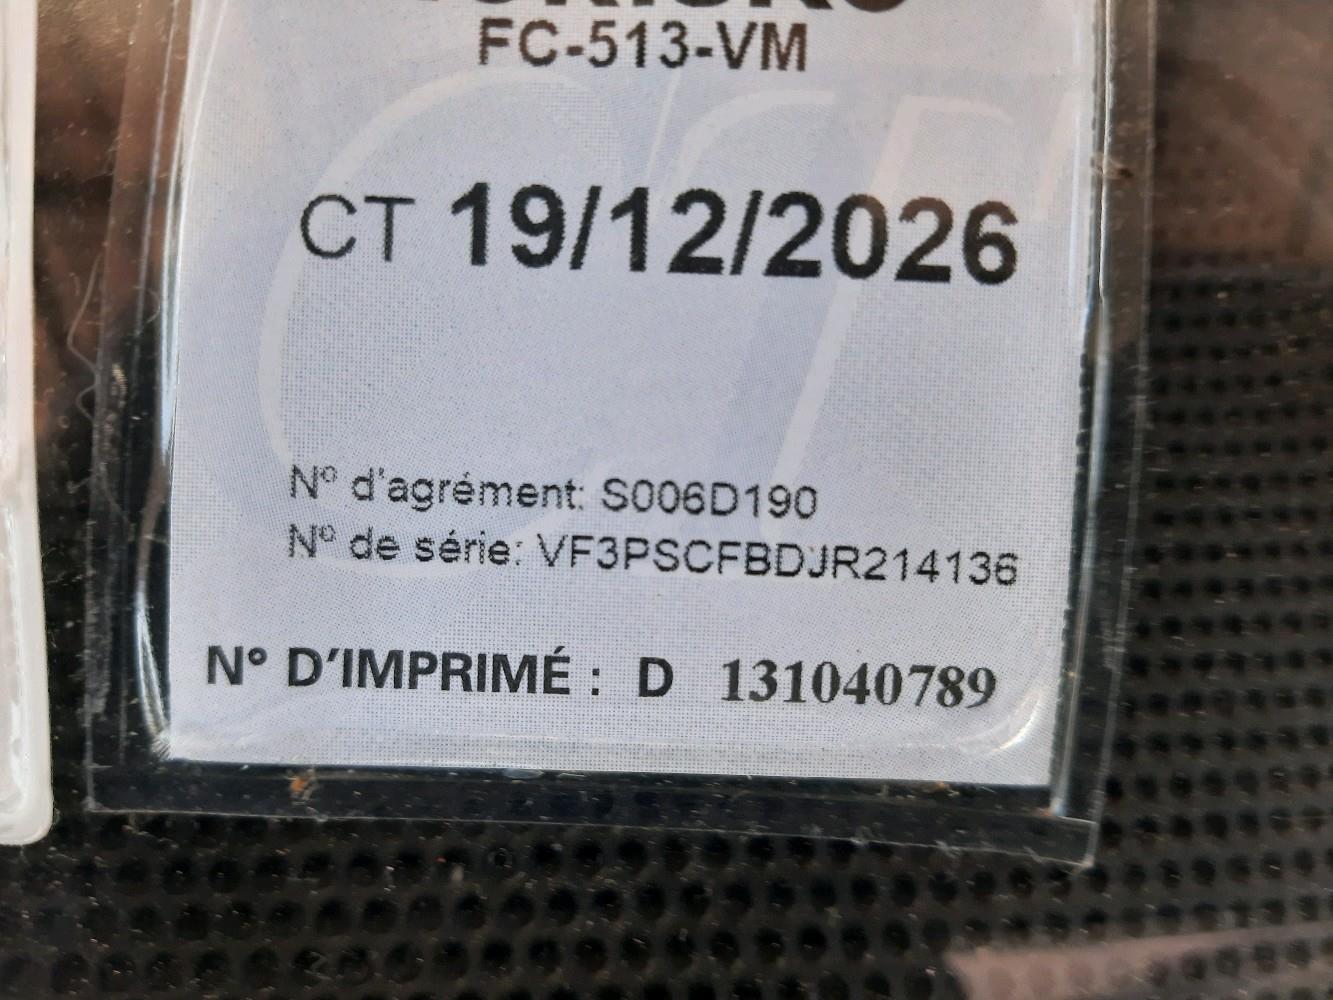 FC-513-VM
CT 19/12/2026
N° d'agrément: S006D190
N° de série: VF3PSCFBDJR214136
N° D'IMPRIMÉ : D 131040789